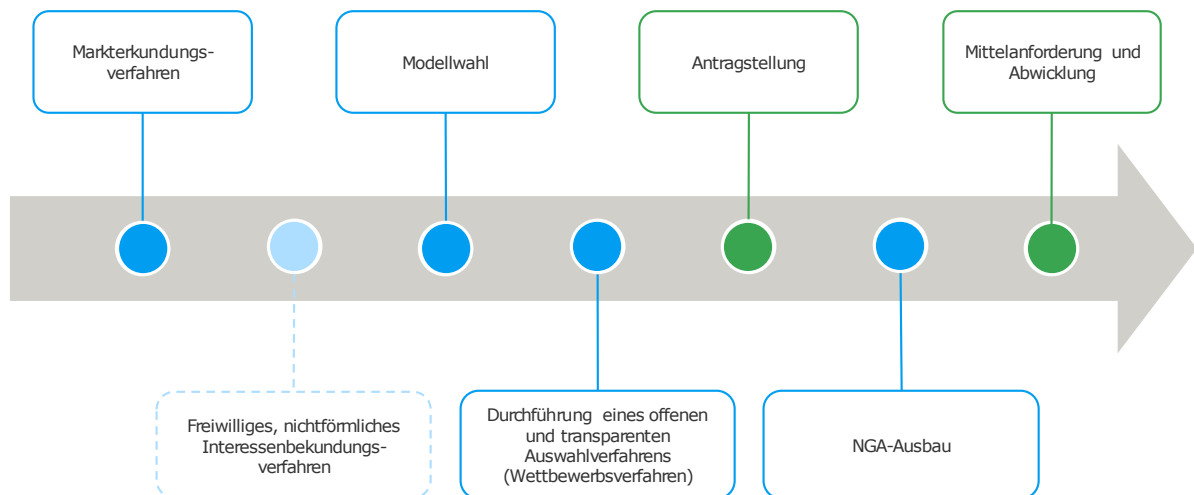 Markterkundungs-
verfahren
Modellwahl
Antragstellung
Mittelanforderung und
Abwicklung
Freiwilliges, nichtförmliches
Interessenbekundungs-
verfahren
Durchführung eines offenen
und transparenten
Auswahlverfahrens
(Wettbewerbsverfahren)
NGA-Ausbau